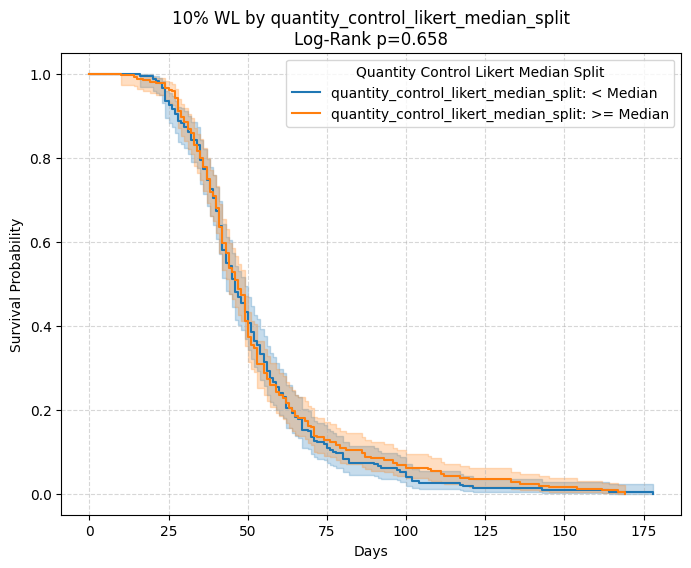 10% WL by quantity_control_likert_median_split
Log-Rank p=0.658
Quantity Control Likert Median Split
quantity_control_likert_median_split: < Median
quantity_control_likert_median_split: >= Median
Survival Probability
1.0
0.8
0.6
0.4
0.2
0.0
0
25
50
75
100
125
150
175
Days